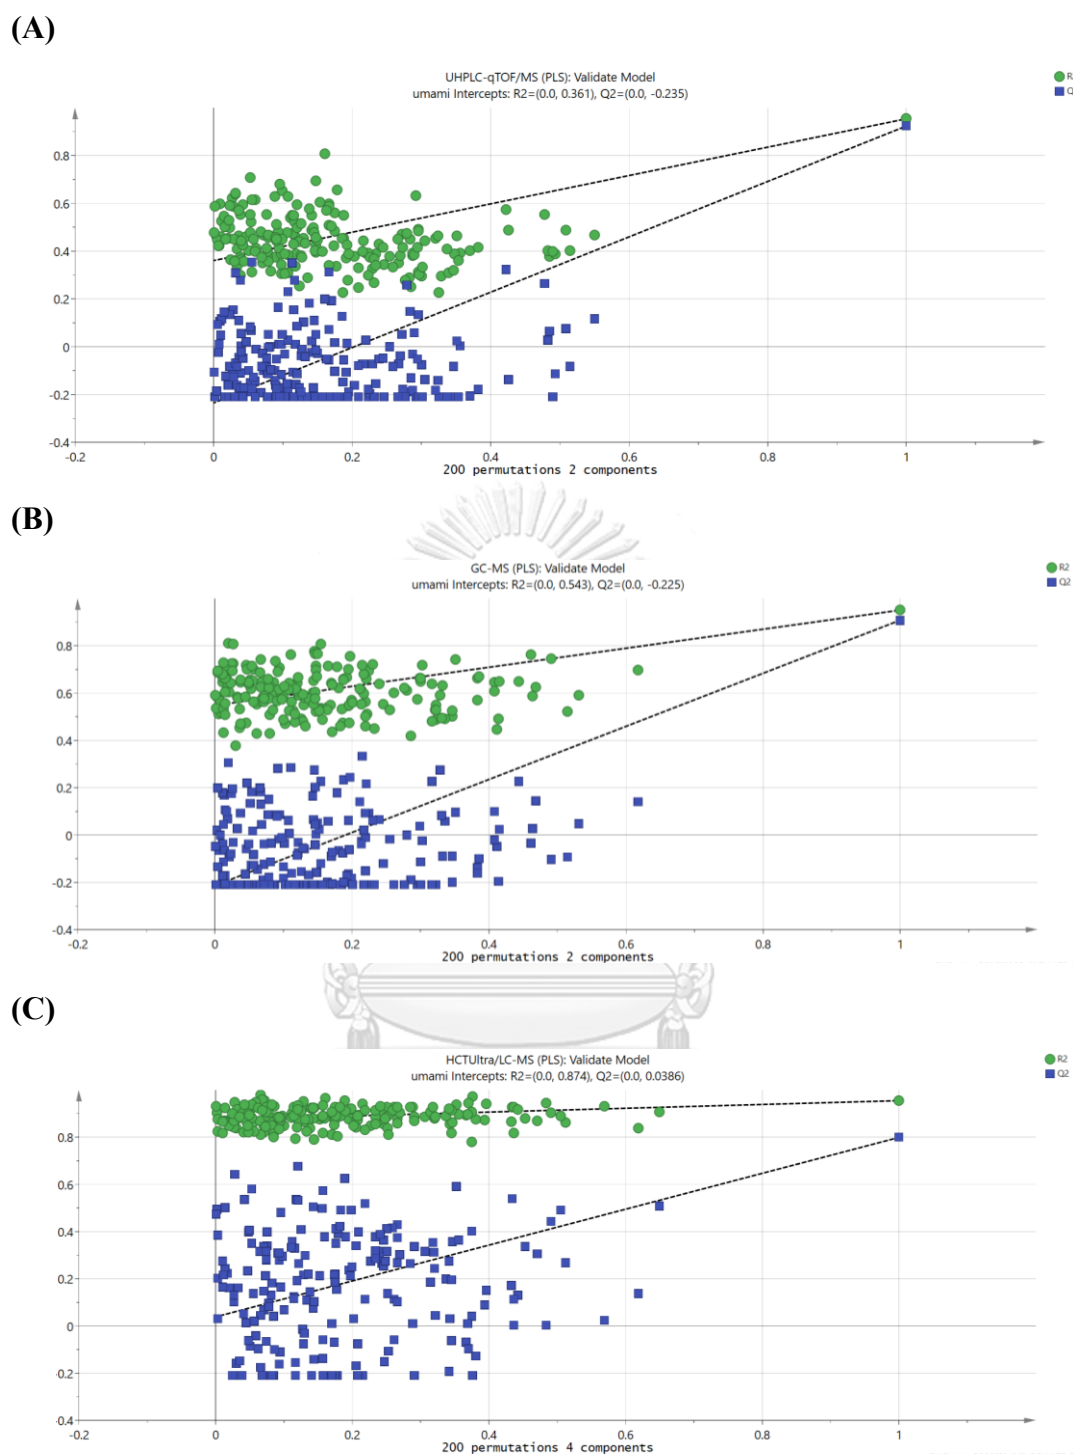 (A)
UHPLC-qTOF/MS (PLS): Validate Model
umami Intercepts: R2=(0.0, 0.361), Q2=(0.0, -0.235)
R
Q
0.8
0.6
0.4
0.2
0
-0.2
-0.4
-0.2 0 0.2 0.4 0.6 0.8 1
200 permutations 2 components
(B)
GC-MS (PLS): Validate Model
umami Intercepts: R2=(0.0, 0.543), Q2=(0.0, -0.225)
R2
Q2
0.8
0.6
0.4
0.2
0
-0.2
-0.4
-0.2 0 0.2 0.4 0.6 0.8 1
200 permutations 2 components
(C)
HCTUltra/LC-MS (PLS): Validate Model
umami Intercepts: R2=(0.0, 0.874), Q2=(0.0, 0.0386)
R2
Q2
0.8
0.6
0.4
0.2
0
-0.2
-0.4
-0.2 0 0.2 0.4 0.6 0.8 1
200 permutations 4 components